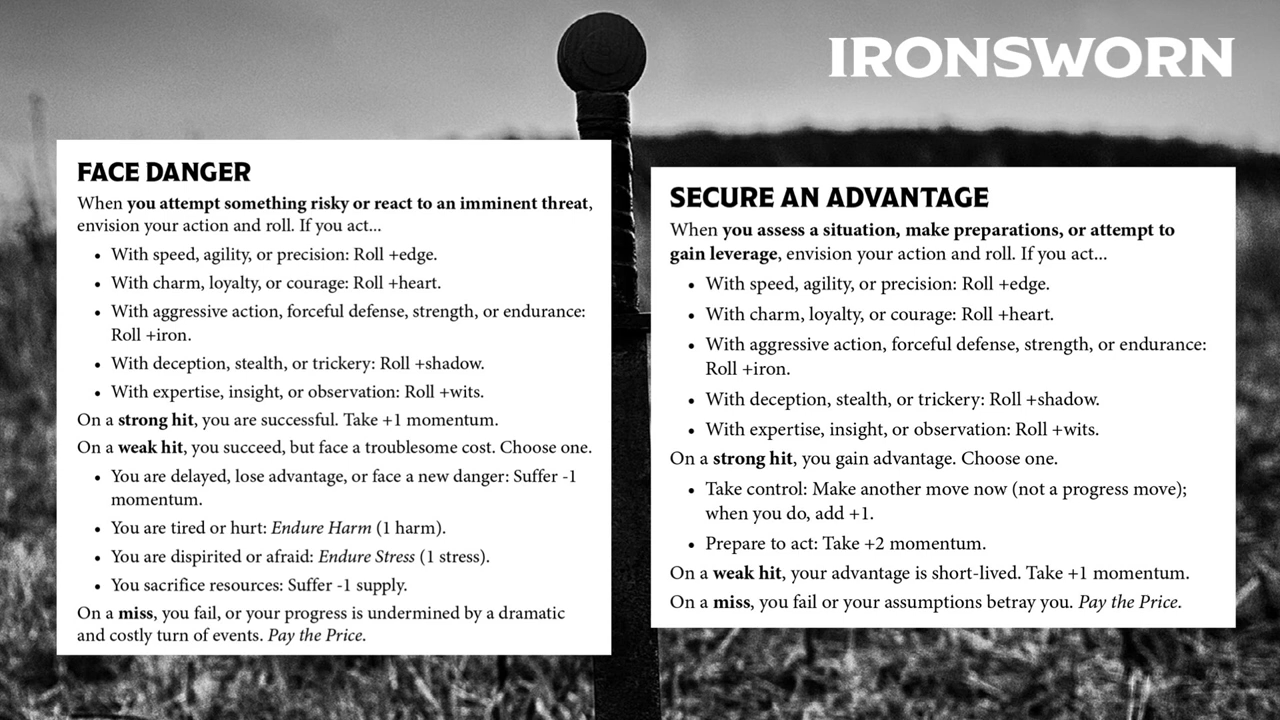 IRONSWORN
FACE DANGER
When you attempt something risky or react to an imminent threat,
envision your action and roll. If you act...
• With speed, agility, or precision: Roll +edge.
• With charm, loyalty, or courage: Roll +heart.
• With aggressive action, forceful defense, strength, or endurance:
Roll +iron.
• With deception, stealth, or trickery: Roll +shadow.
• With expertise, insight, or observation: Roll +wits.
On a strong hit, you are successful. Take +1 momentum.
On a weak hit, you succeed, but face a troublesome cost. Choose one.
• You are delayed, lose advantage, or face a new danger: Suffer -1
momentum.
• You are tired or hurt: Endure Harm (1 harm).
• You are dispirited or afraid: Endure Stress (1 stress).
• You sacrifice resources: Suffer -1 supply.
On a miss, you fail, or your progress is undermined by a dramatic
and costly turn of events. Pay the Price.
SECURE AN ADVANTAGE
When you assess a situation, make preparations, or attempt to
gain leverage, envision your action and roll. If you act...
• With speed, agility, or precision: Roll +edge.
• With charm, loyalty, or courage: Roll +heart.
• With aggressive action, forceful defense, strength, or endurance:
Roll +iron.
• With deception, stealth, or trickery: Roll +shadow.
• With expertise, insight, or observation: Roll +wits.
On a strong hit, you gain advantage. Choose one.
• Take control: Make another move now (not a progress move);
when you do, add +1.
• Prepare to act: Take +2 momentum.
On a weak hit, your advantage is short-lived. Take +1 momentum.
On a miss, you fail or your assumptions betray you. Pay the Price.